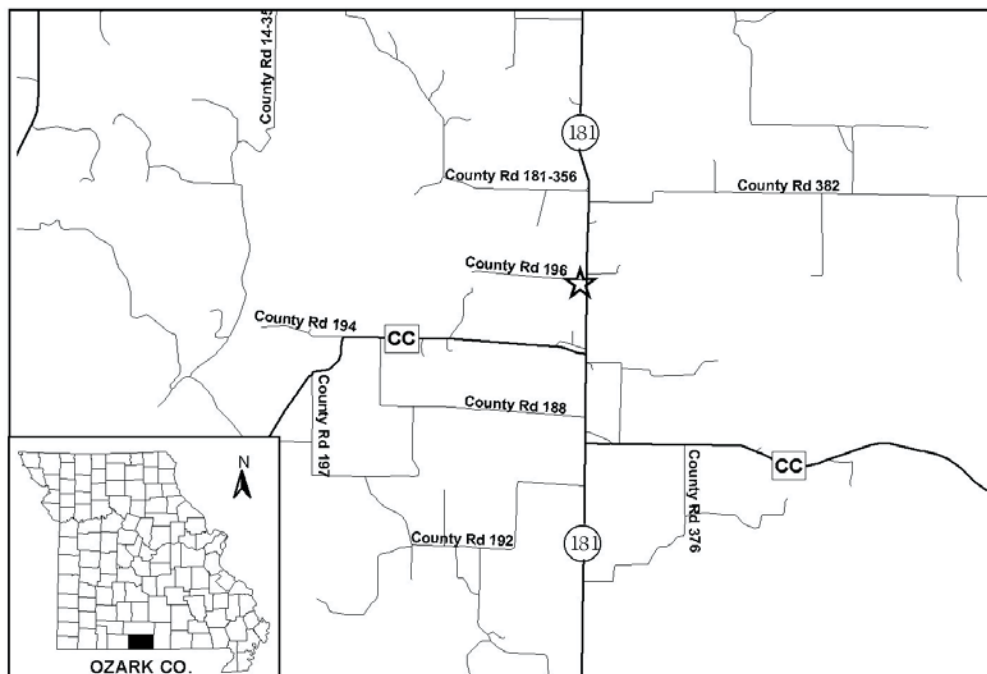 County Rd 14-35
181
County Rd 181-356
County Rd 382
County Rd 196
County Rd 194
CC
County Rd 188
County Rd 197
CC
County Rd 376
181
County Rd 192
N
OZARK CO.